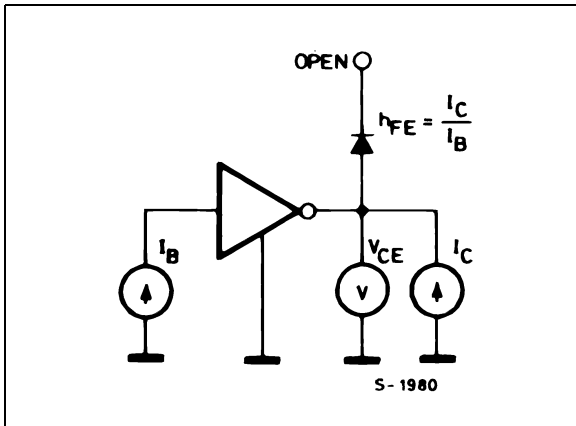 OPEN
hFE = IC
IB
IB
VCE
IC
V
S-1980